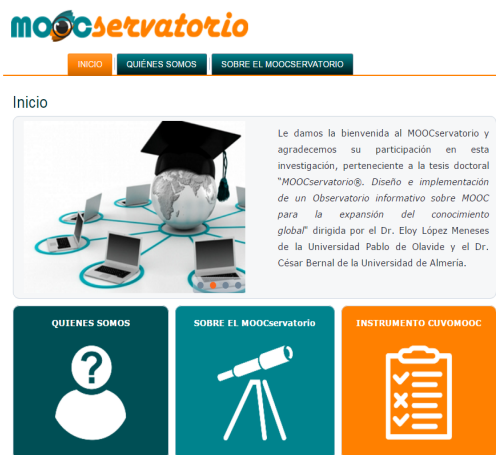 moocservatorio
INICIO QUIÉNES SOMOS SOBRE EL MOOCSERVATORIO
Inicio
Le damos la bienvenida al MOOCservatorio y
agradecemos su participación en esta
investigación, perteneciente a la tesis doctoral
"MOOCservatorio®. Diseño e implementación
de un Observatorio informativo sobre MOOC
para la expansión del conocimiento
global" dirigida por el Dr. Eloy López Meneses
de la Universidad Pablo de Olavide y el Dr.
César Bernal de la Universidad de Almería.
QUIENES SOMOS
?
SOBRE EL MOOCservatorio
INSTRUMENTO CUVOMOOC